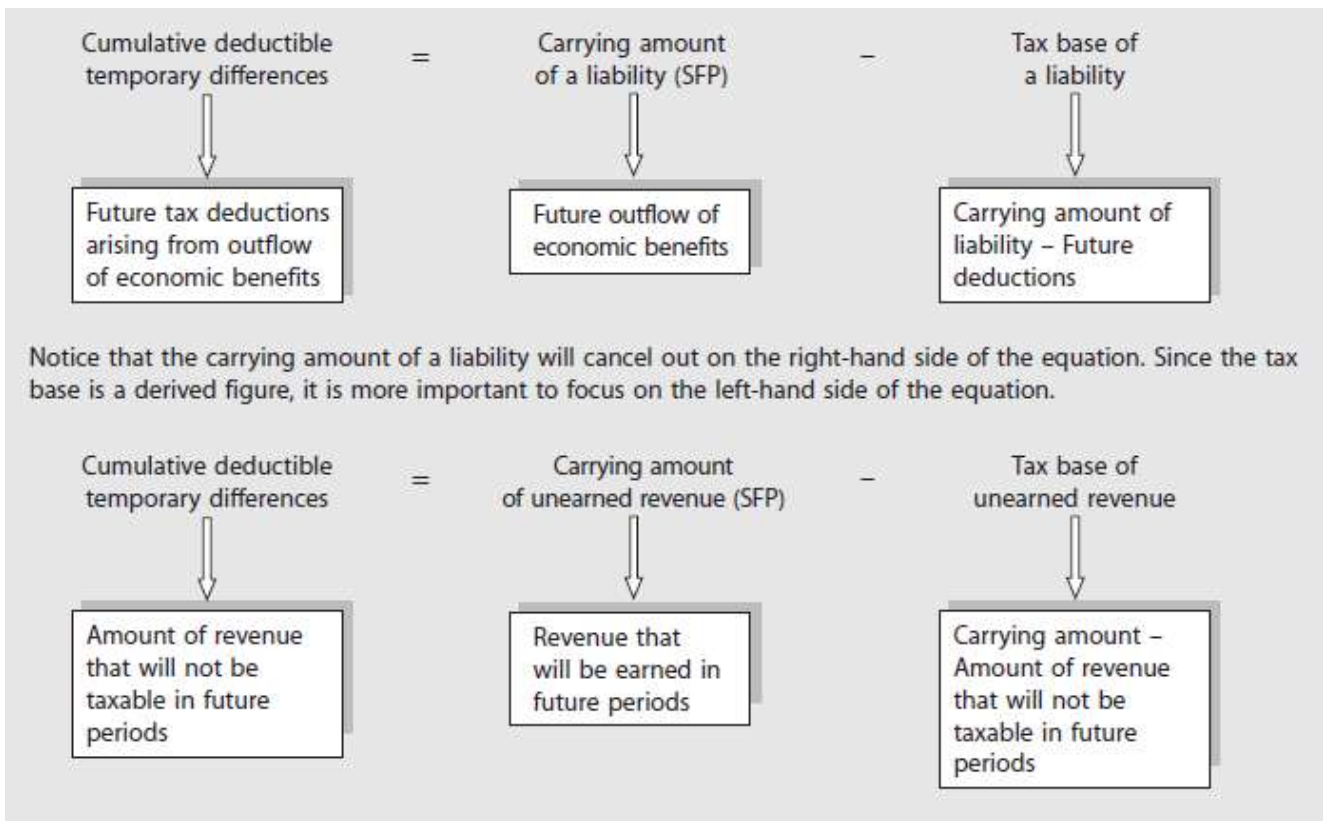 Cumulative deductible
temporary differences
=
Carrying amount
of a liability (SFP)
–
Tax base of
a liability
Future tax deductions
arising from outflow
of economic benefits
Future outflow of
economic benefits
Carrying amount of
liability – Future
deductions
Notice that the carrying amount of a liability will cancel out on the right-hand side of the equation. Since the tax
base is a derived figure, it is more important to focus on the left-hand side of the equation.
Cumulative deductible
temporary differences
=
Carrying amount
of unearned revenue (SFP)
–
Tax base of
unearned revenue
Amount of revenue
that will not be
taxable in future
periods
Revenue that
will be earned in
future periods
Carrying amount –
Amount of revenue
that will not be
taxable in future
periods